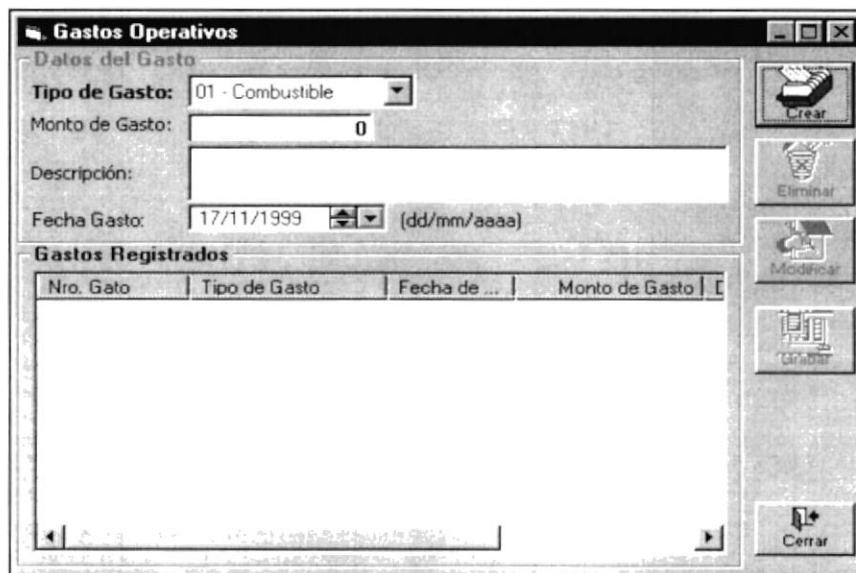 Gastos Operativos
Datos del Gasto
Tipo de Gasto: 01 - Combustible
Monto de Gasto: 0
Descripción:
Fecha Gasto: 17/11/1999 (dd/mm/aaaa)
Gastos Registrados
Nro. Gato Tipo de Gasto Fecha de ... Monto de Gasto D
Crear
Eliminar
Modificar
Grabar
Cerrar